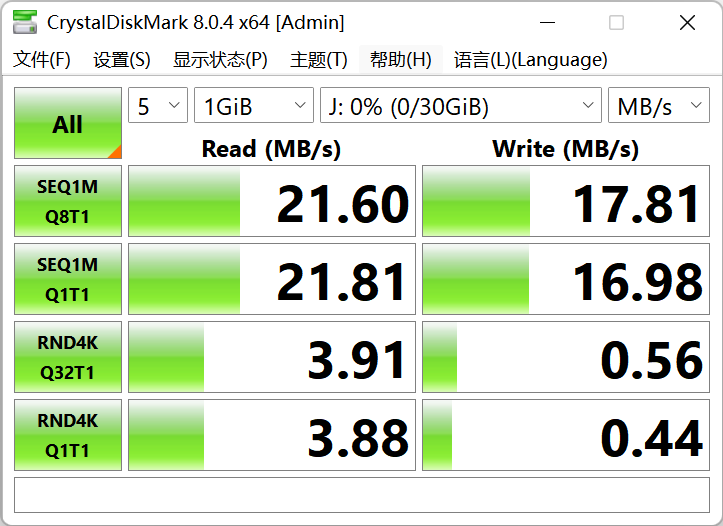 CrystalDiskMark 8.0.4 x64 [Admin]
文件(F) 设置(S) 显示状态(P) 主题(T) 帮助(H) 语言(L)(Language)
All 5 1GiB J: 0% (0/30GiB) MB/s
Read (MB/s) Write (MB/s)
SEQ1M
Q8T1 21.60 17.81
SEQ1M
Q1T1 21.81 16.98
RND4K
Q32T1 3.91 0.56
RND4K
Q1T1 3.88 0.44